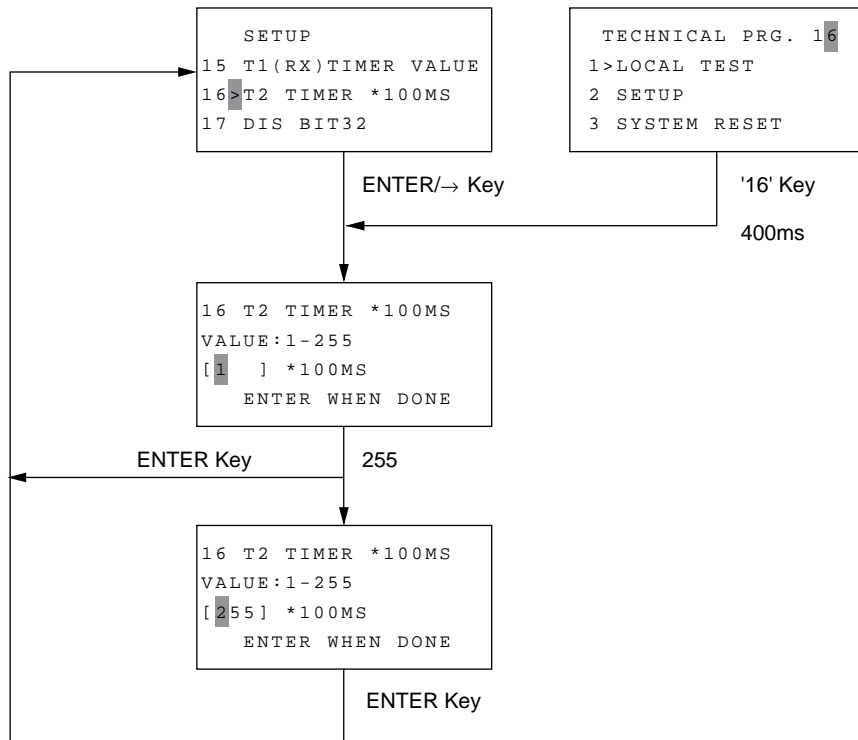 SETUP
15 T1(RX)TIMER VALUE
16>T2 TIMER *100MS
17 DIS BIT32
TECHNICAL PRG. 16
1>LOCAL TEST
2 SETUP
3 SYSTEM RESET
ENTER/→ Key
'16' Key
400ms
16 T2 TIMER *100MS
VALUE:1-255
[1 ] *100MS
ENTER WHEN DONE
ENTER Key
255
16 T2 TIMER *100MS
VALUE:1-255
[255] *100MS
ENTER WHEN DONE
ENTER Key